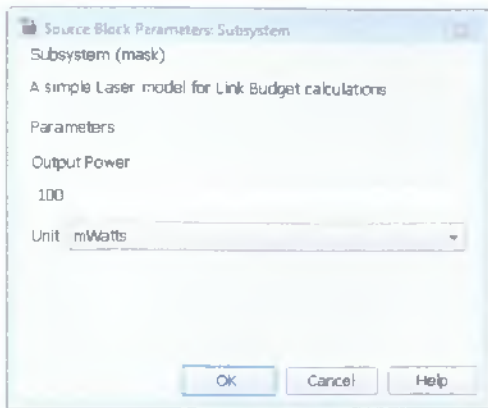 Source Block Parameters: Subsystem
Subsystem (mask)
A simple Laser model for Link Budget calculations
Parameters
Output Power
100
Unit mWatts
OK Cancel Help